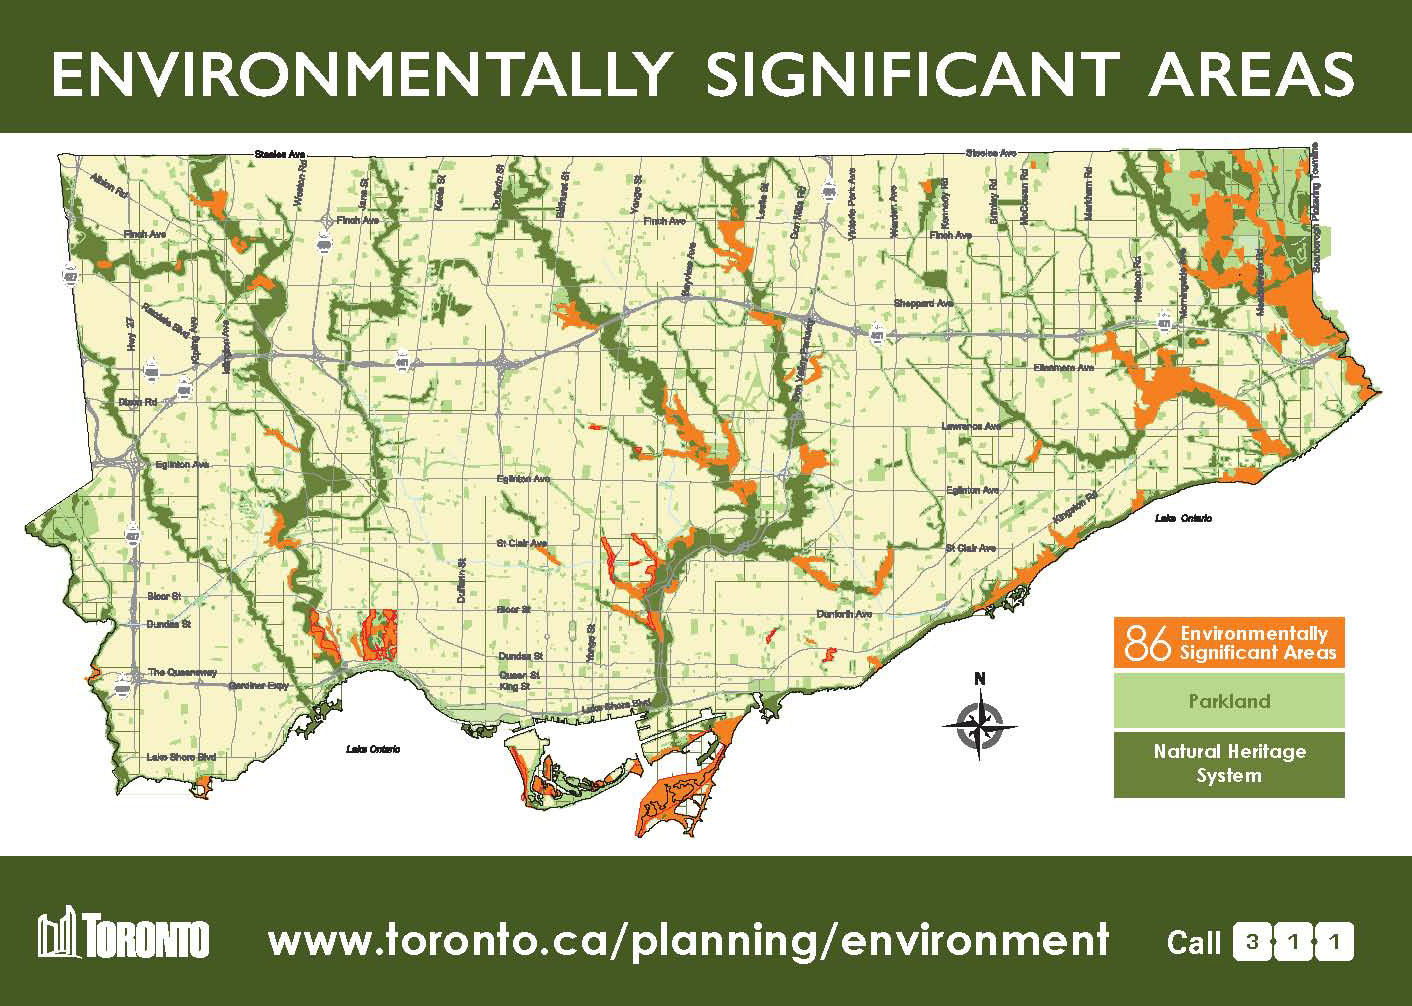 ENVIRONMENTALLY SIGNIFICANT AREAS
Steeles Ave
Steeles Ave
Albion Rd
Weston Rd
Jane St
Keele St
Dufferin St
Bathurst St
Yonge St
Leslie St
Don Mills Rd
Victoria Park Ave
Warden Ave
Kennedy Rd
Brimley Rd
McCowan Rd
Markham Rd
Scarborough Pickering Townline
Finch Ave
Finch Ave
Finch Ave
Finch Ave
Bayview Ave
Neilson Rd
Morningside Ave
Meadowvale Rd
Sheppard Ave
Hwy 27
Rexdale Blvd
Kipling Ave
Islington Ave
401
Don Valley Parkway
Ellesmere Ave
Dixon Rd
Lawrence Ave
Eglinton Ave
Eglinton Ave
Eglinton Ave
Kingston Rd
Lake Ontario
St Clair Ave
St Clair Ave
Dufferin St
Bloor St
Bloor St
Danforth Ave
Dundas St
Yonge St
Dundas St
The Queensway
Queen St
King St
Gardiner Expy
Lake Shore Blvd
Lake Ontario
Lake Shore Blvd
N
86 Environmentally
Significant Areas
Parkland
Natural Heritage
System
TORONTO
www.toronto.ca/planning/environment
Call 3·1·1